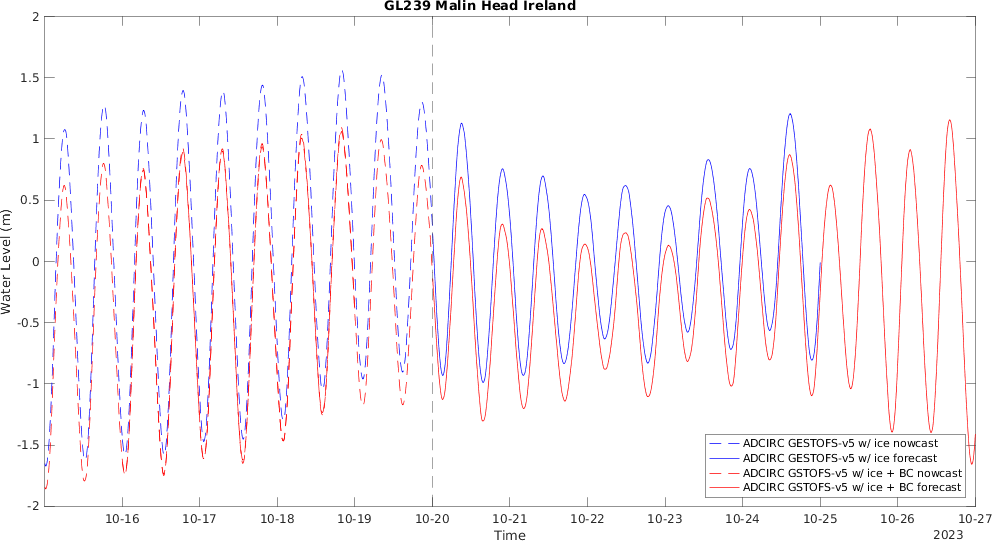 GL239 Malin Head Ireland
2
1.5
1
0.5
0
-0.5
-1
-1.5
-2
Water Level (m)
10-16 10-17 10-18 10-19 10-20 10-21 10-22 10-23 10-24 10-25 10-26 10-27
Time
2023
ADCIRC GESTOFS-v5 w/ ice nowcast
ADCIRC GESTOFS-v5 w/ ice forecast
ADCIRC GSTOFS-v5 w/ ice + BC nowcast
ADCIRC GSTOFS-v5 w/ ice + BC forecast